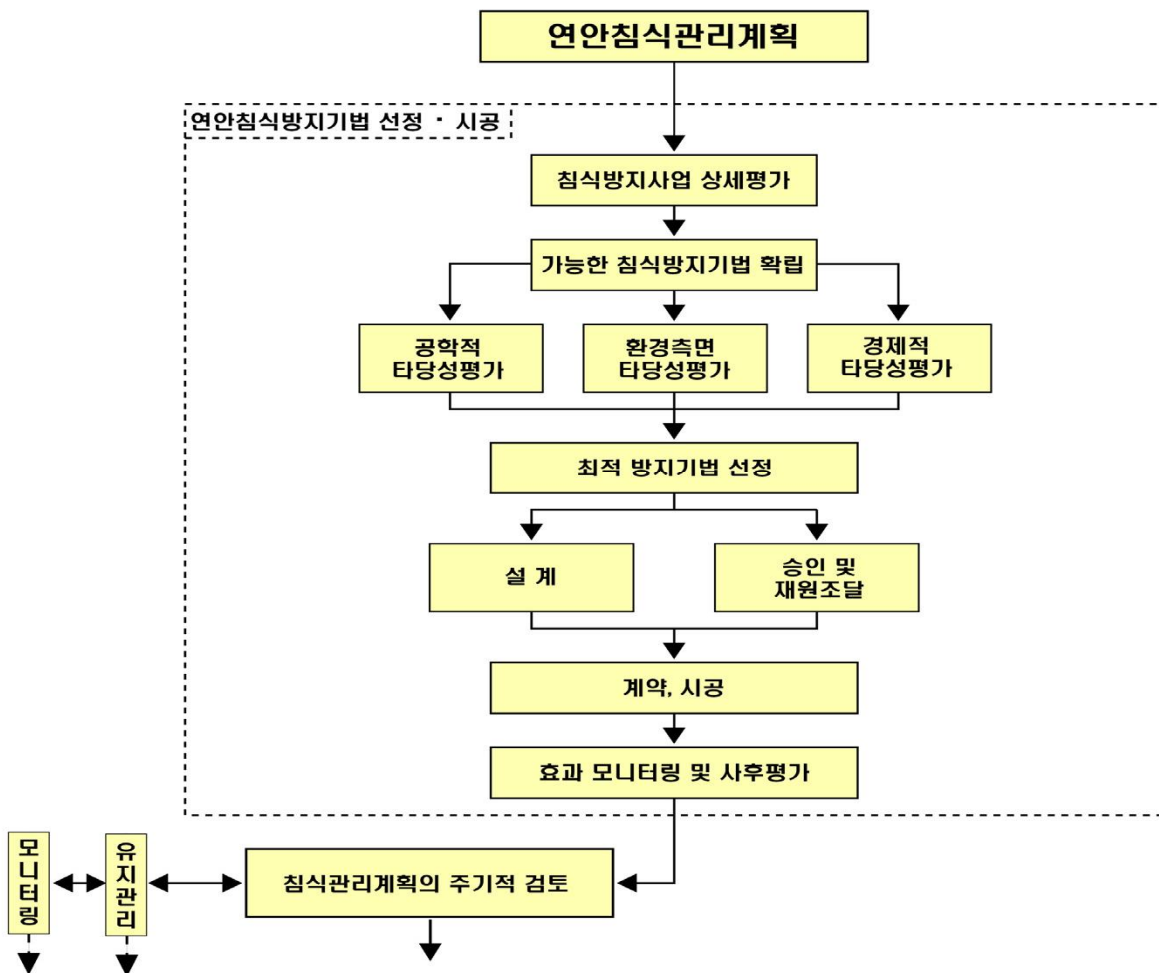 연안침식관리계획
연안침식방지기법 선정 · 시공
침식방지사업 상세평가
가능한 침식방지기법 확립
공학적
타당성평가
환경측면
타당성평가
경제적
타당성평가
최적 방지기법 선정
설 계
승인 및
재원조달
계약, 시공
효과 모니터링 및 사후평가
모니터링
유지관리
침식관리계획의 주기적 검토